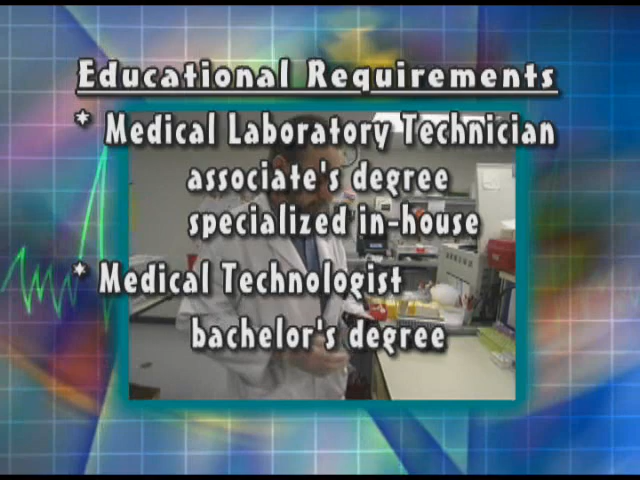 Educational Requirements
* Medical Laboratory Technician
associate's degree
specialized in-house
* Medical Technologist
bachelor's degree